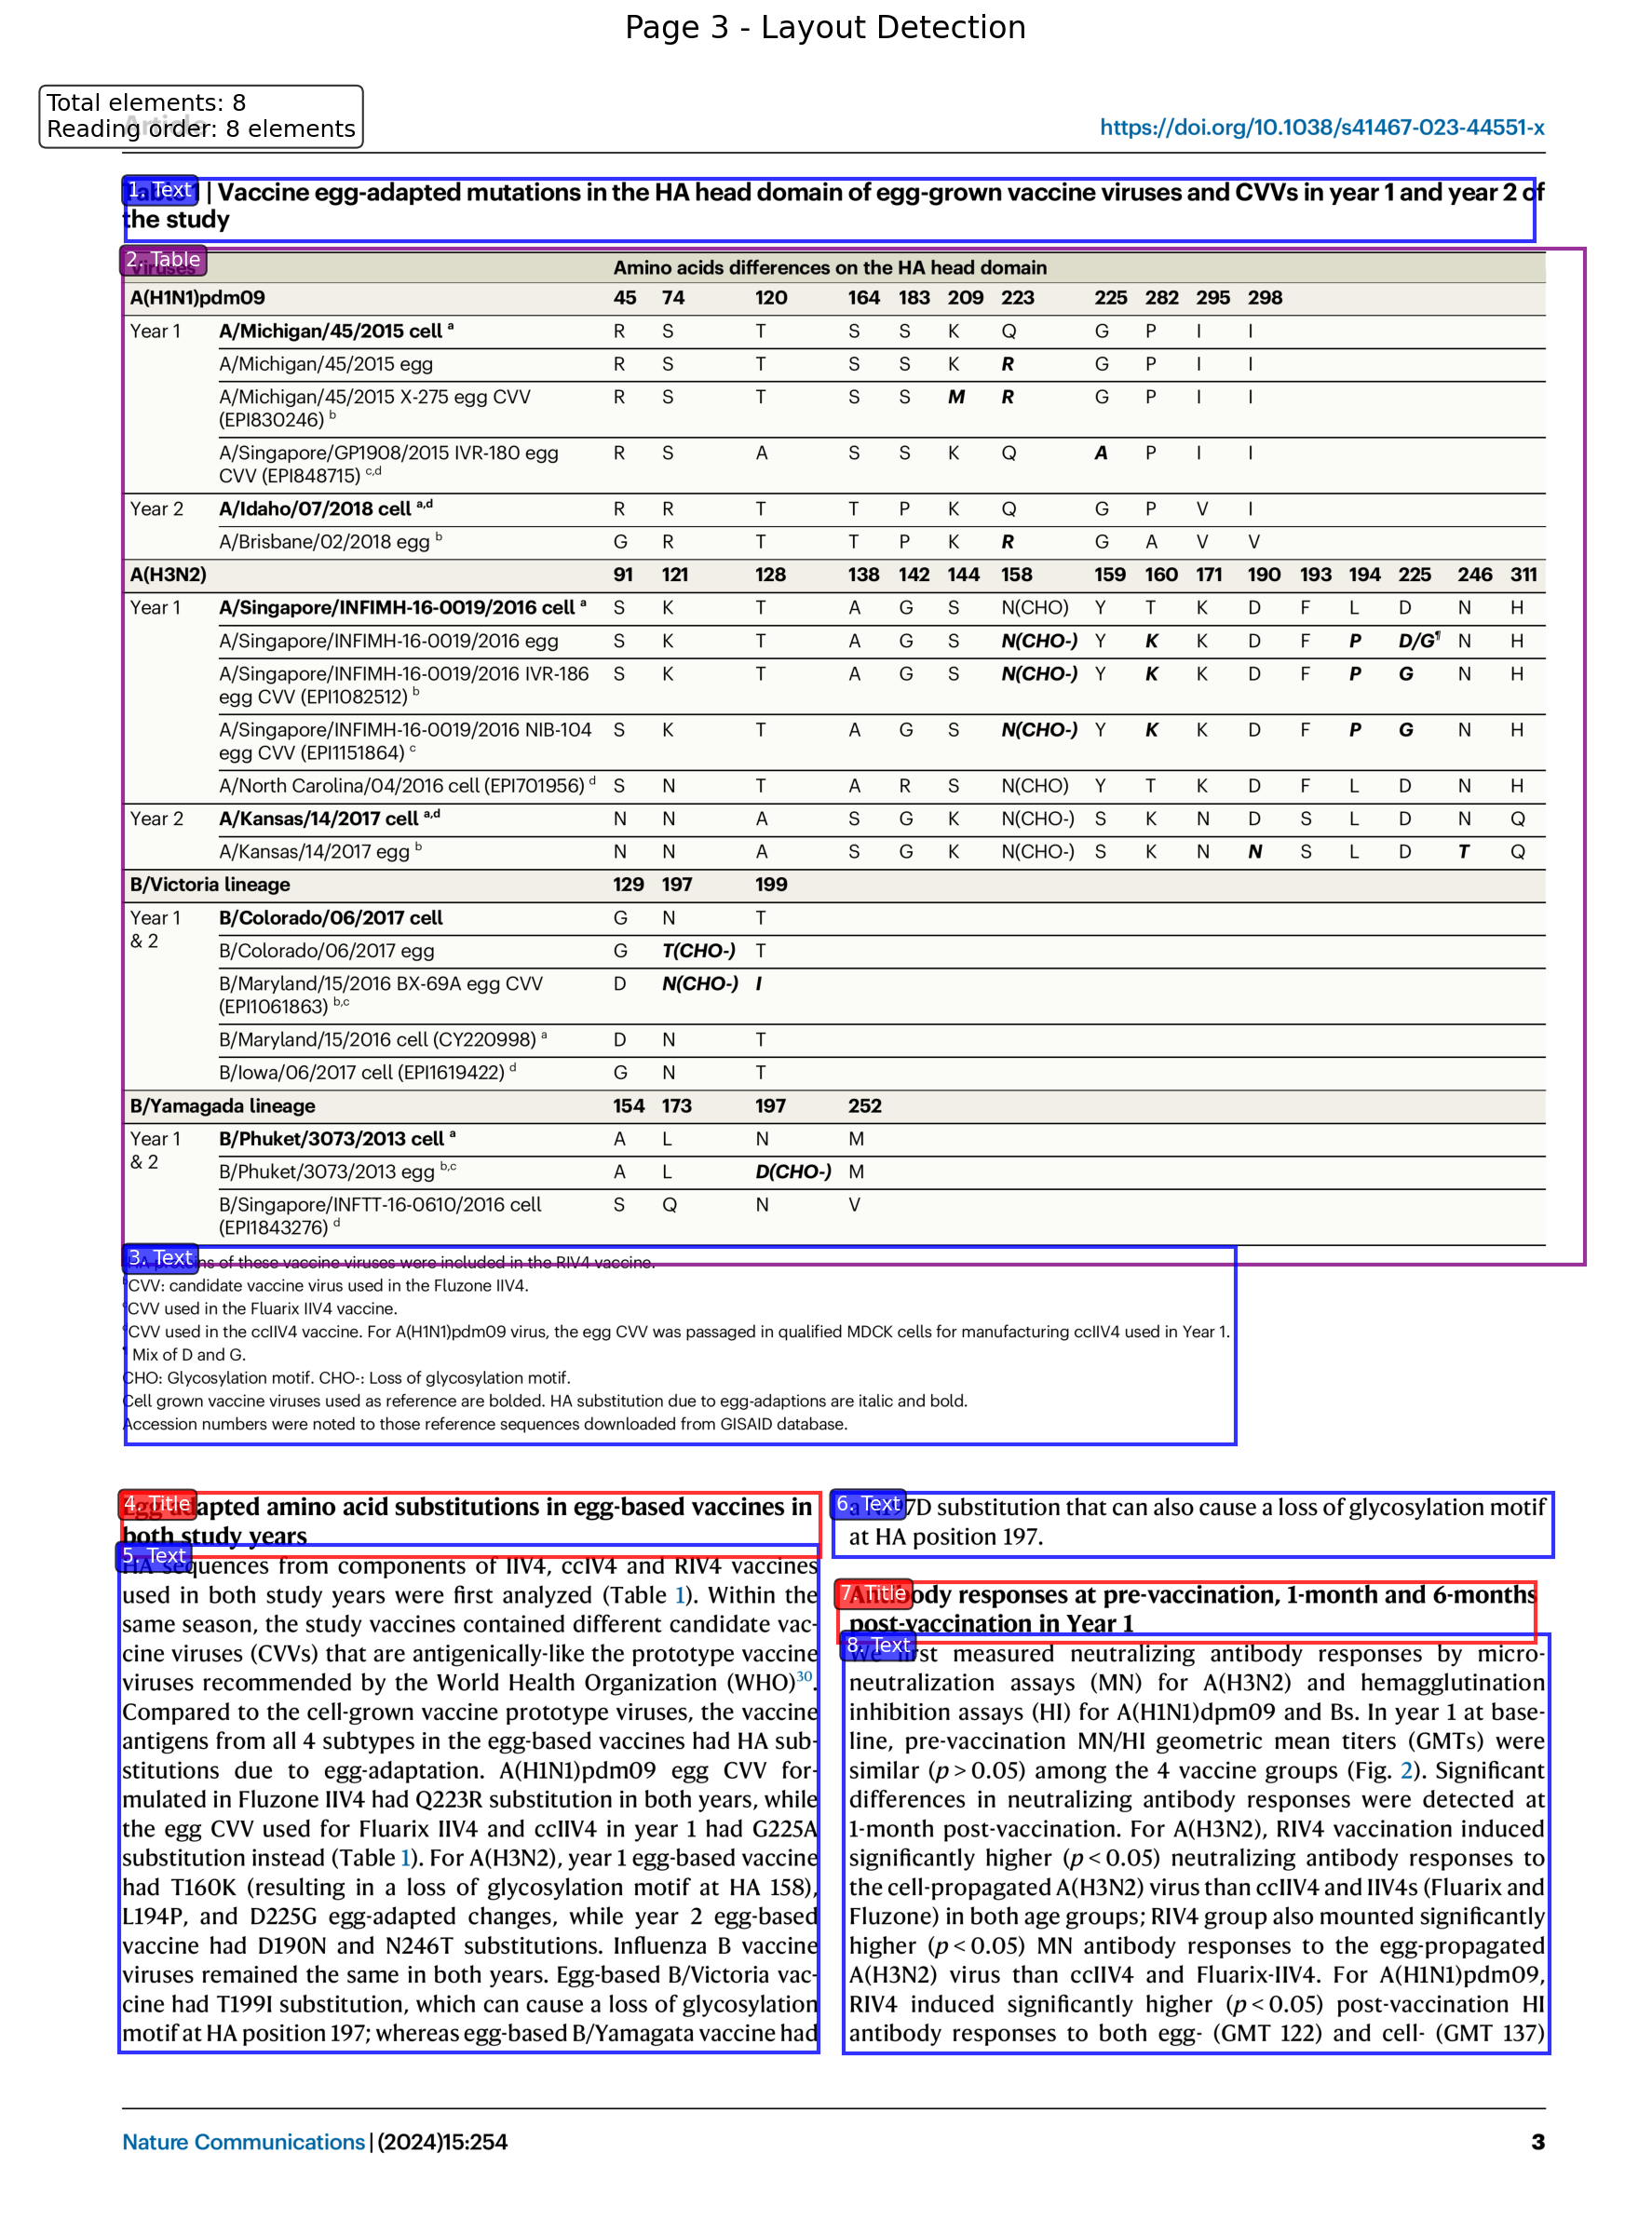 Page 3 - Layout Detection
Total elements: 8
Reading order: 8 elements
Article
https://doi.org/10.1038/s41467-023-44551-x
1. Text
| Vaccine egg-adapted mutations in the HA head domain of egg-grown vaccine viruses and CVVs in year 1 and year 2 of
the study
2. Table
Viruses Amino acids differences on the HA head domain
A(H1N1)pdm09 45 74 120 164 183 209 223 225 282 295 298
Year 1 A/Michigan/45/2015 cell a R S T S S K Q G P I I
A/Michigan/45/2015 egg R S T S S K R G P I I
A/Michigan/45/2015 X-275 egg CVV R S T S S M R G P I I
(EPI830246) b
A/Singapore/GP1908/2015 IVR-180 egg R S A S S K Q A P I I
CVV (EPI848715) c,d
Year 2 A/Idaho/07/2018 cell a,d R R T T P K Q G P V I
A/Brisbane/02/2018 egg b G R T T P K R G A V V
A(H3N2) 91 121 128 138 142 144 158 159 160 171 190 193 194 225 246 311
Year 1 A/Singapore/INFIMH-16-0019/2016 cell a S K T A G S N(CHO) Y T K D F L D N H
A/Singapore/INFIMH-16-0019/2016 egg S K T A G S N(CHO-) Y K K D F P D/G¶ N H
A/Singapore/INFIMH-16-0019/2016 IVR-186 S K T A G S N(CHO-) Y K K D F P G N H
egg CVV (EPI1082512) b
A/Singapore/INFIMH-16-0019/2016 NIB-104 S K T A G S N(CHO-) Y K K D F P G N H
egg CVV (EPI1151864) c
A/North Carolina/04/2016 cell (EPI701956) d S N T A R S N(CHO) Y T K D F L D N H
Year 2 A/Kansas/14/2017 cell a,d N N A S G K N(CHO-) S K N D S L D N Q
A/Kansas/14/2017 egg b N N A S G K N(CHO-) S K N N S L D T Q
B/Victoria lineage 129 197 199
Year 1 B/Colorado/06/2017 cell G N T
& 2
B/Colorado/06/2017 egg G T(CHO-) T
B/Maryland/15/2016 BX-69A egg CVV D N(CHO-) I
(EPI1061863) b,c
B/Maryland/15/2016 cell (CY220998) a D N T
B/Iowa/06/2017 cell (EPI1619422) d G N T
B/Yamagada lineage 154 173 197 252
Year 1 B/Phuket/3073/2013 cell a A L N M
& 2
B/Phuket/3073/2013 egg b,c A L D(CHO-) M
B/Singapore/INFTT-16-0610/2016 cell S Q N V
(EPI1843276) d
3. Text
of these vaccine viruses were included in the RIV4 vaccine.
CVV: candidate vaccine virus used in the Fluzone IIV4.
CVV used in the Fluarix IIV4 vaccine.
CVV used in the ccIIV4 vaccine. For A(H1N1)pdm09 virus, the egg CVV was passaged in qualified MDCK cells for manufacturing ccIIV4 used in Year 1.
¶ Mix of D and G.
CHO: Glycosylation motif. CHO-: Loss of glycosylation motif.
Cell grown vaccine viruses used as reference are bolded. HA substitution due to egg-adaptions are italic and bold.
Accession numbers were noted to those reference sequences downloaded from GISAID database.
4. Title
Egg-adapted amino acid substitutions in egg-based vaccines in
both study years
5. Text
HA sequences from components of IIV4, ccIV4 and RIV4 vaccines
used in both study years were first analyzed (Table 1). Within the
same season, the study vaccines contained different candidate vac-
cine viruses (CVVs) that are antigenically-like the prototype vaccine
viruses recommended by the World Health Organization (WHO)30.
Compared to the cell-grown vaccine prototype viruses, the vaccine
antigens from all 4 subtypes in the egg-based vaccines had HA sub-
stitutions due to egg-adaptation. A(H1N1)pdm09 egg CVV for-
mulated in Fluzone IIV4 had Q223R substitution in both years, while
the egg CVV used for Fluarix IIV4 and ccIIV4 in year 1 had G225A
substitution instead (Table 1). For A(H3N2), year 1 egg-based vaccine
had T160K (resulting in a loss of glycosylation motif at HA 158),
L194P, and D225G egg-adapted changes, while year 2 egg-based
vaccine had D190N and N246T substitutions. Influenza B vaccine
viruses remained the same in both years. Egg-based B/Victoria vac-
cine had T199I substitution, which can cause a loss of glycosylation
motif at HA position 197; whereas egg-based B/Yamagata vaccine had
6. Text
a N197D substitution that can also cause a loss of glycosylation motif
at HA position 197.
7. Title
Antibody responses at pre-vaccination, 1-month and 6-months
post-vaccination in Year 1
8. Text
We first measured neutralizing antibody responses by micro-
neutralization assays (MN) for A(H3N2) and hemagglutination
inhibition assays (HI) for A(H1N1)dpm09 and Bs. In year 1 at base-
line, pre-vaccination MN/HI geometric mean titers (GMTs) were
similar (p > 0.05) among the 4 vaccine groups (Fig. 2). Significant
differences in neutralizing antibody responses were detected at
1-month post-vaccination. For A(H3N2), RIV4 vaccination induced
significantly higher (p < 0.05) neutralizing antibody responses to
the cell-propagated A(H3N2) virus than ccIIV4 and IIV4s (Fluarix and
Fluzone) in both age groups; RIV4 group also mounted significantly
higher (p < 0.05) MN antibody responses to the egg-propagated
A(H3N2) virus than ccIIV4 and Fluarix-IIV4. For A(H1N1)pdm09,
RIV4 induced significantly higher (p < 0.05) post-vaccination HI
antibody responses to both egg- (GMT 122) and cell- (GMT 137)
Nature Communications | (2024)15:254
3